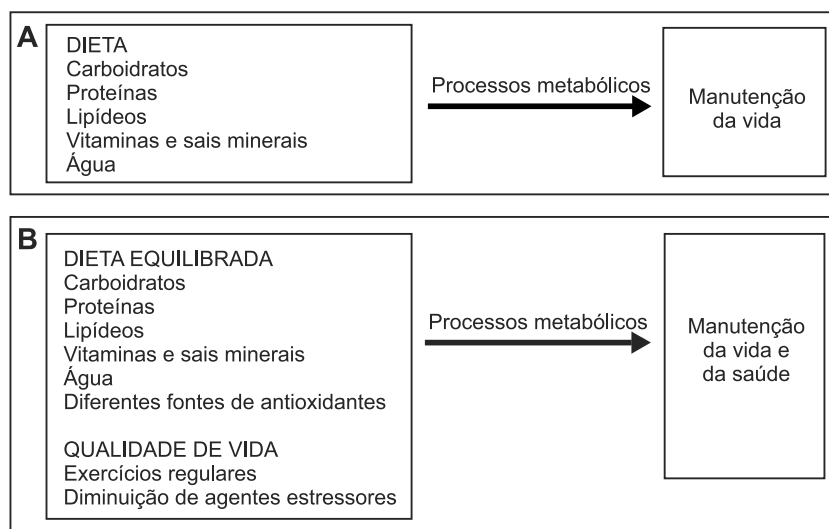 A
DIETA
Carboidratos
Proteínas
Lipídeos
Vitaminas e sais minerais
Água
Processos metabólicos
Manutenção
da vida
B
DIETA EQUILIBRADA
Carboidratos
Proteínas
Lipídeos
Vitaminas e sais minerais
Água
Diferentes fontes de antioxidantes
QUALIDADE DE VIDA
Exercícios regulares
Diminuição de agentes estressores
Processos metabólicos
Manutenção
da vida e
da saúde